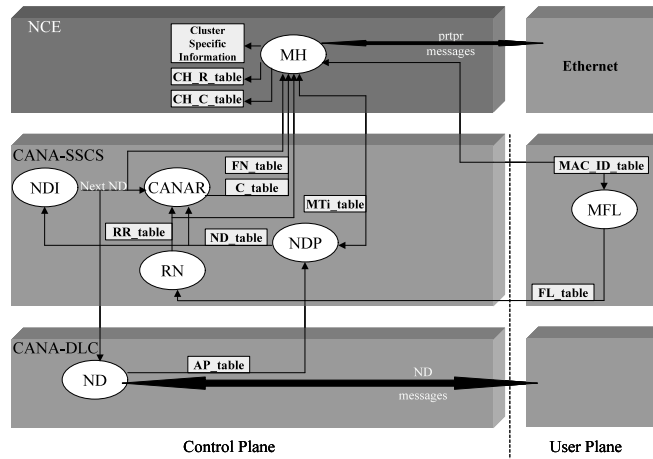 NCE
prtpr
messages
Cluster
Specific
Information
MH
Ethernet
CH_R_table
CH_C_table
CANA-SSCS
FN_table
MAC_ID_table
NDI
Next ND
CANAR
C_table
MTi_table
MFL
RR_table
ND_table
NDP
RN
FL_table
CANA-DLC
AP_table
ND
ND
messages
Control Plane
User Plane